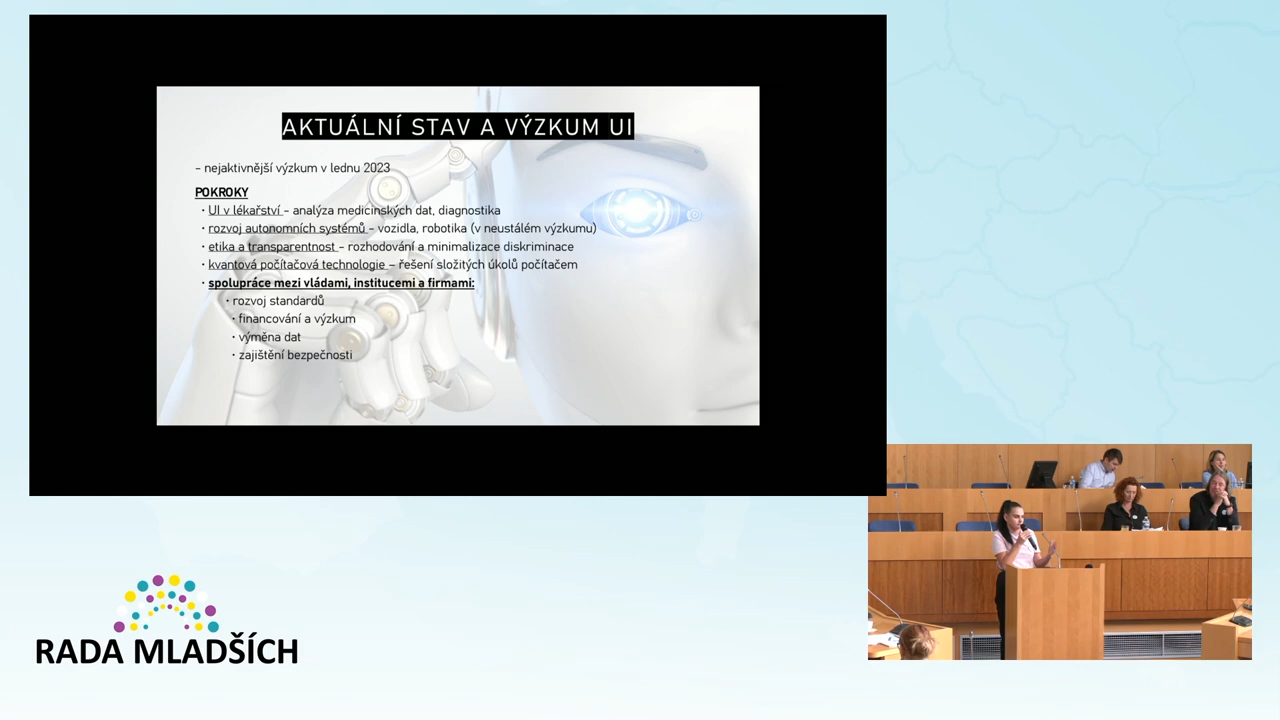 AKTUÁLNÍ STAV A VÝZKUM UI
- nejaktivnější výzkum v lednu 2023
POKROKY
• UI v lékařství - analýza medicinských dat, diagnostika
• rozvoj autonomních systémů - vozidla, robotika (v neustálém výzkumu)
• etika a transparentnost - rozhodování a minimalizace diskriminace
• kvantová počítačová technologie – řešení složitých úkolů počítačem
• spolupráce mezi vládami, institucemi a firmami:
• rozvoj standardů
• financování a výzkum
• výměna dat
• zajištění bezpečnosti
RADA MLADŠÍCH